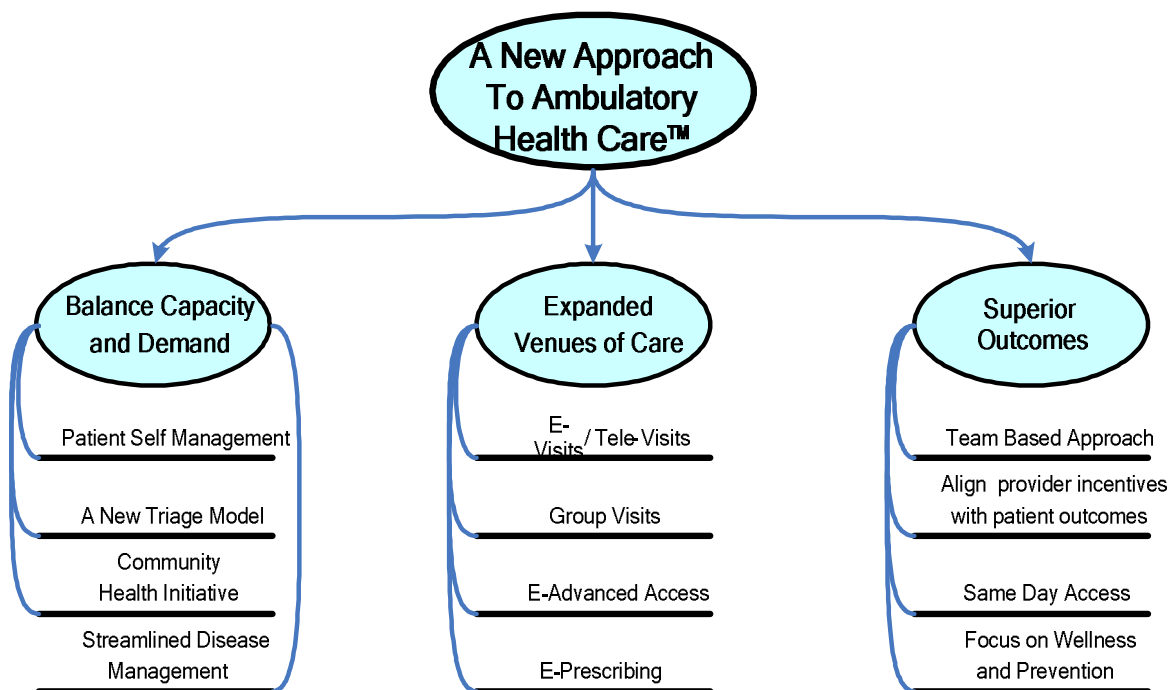 A New Approach
To Ambulatory
Health Care™
Balance Capacity
and Demand
Patient Self Management
A New Triage Model
Community
Health Initiative
Streamlined Disease
Management
Expanded
Venues of Care
E-
Visits / Tele-Visits
Group Visits
E-Advanced Access
E-Prescribing
Superior
Outcomes
Team Based Approach
Align provider incentives
with patient outcomes
Same Day Access
Focus on Wellness
and Prevention